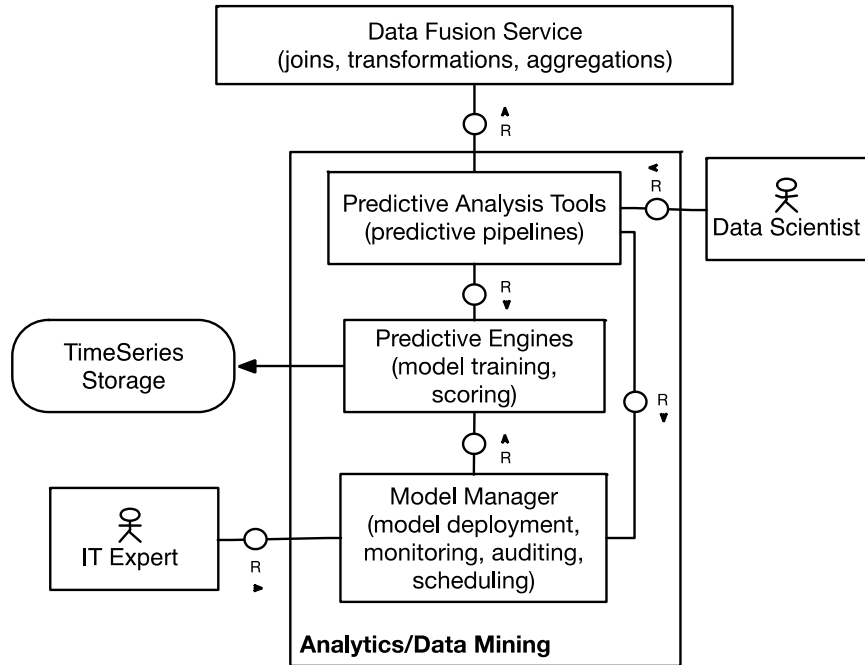 Data Fusion Service
(joins, transformations, aggregations)
R
R
Predictive Analysis Tools
(predictive pipelines)
Data Scientist
R
TimeSeries
Storage
Predictive Engines
(model training,
scoring)
R
R
Model Manager
(model deployment,
monitoring, auditing,
scheduling)
IT Expert
R
Analytics/Data Mining